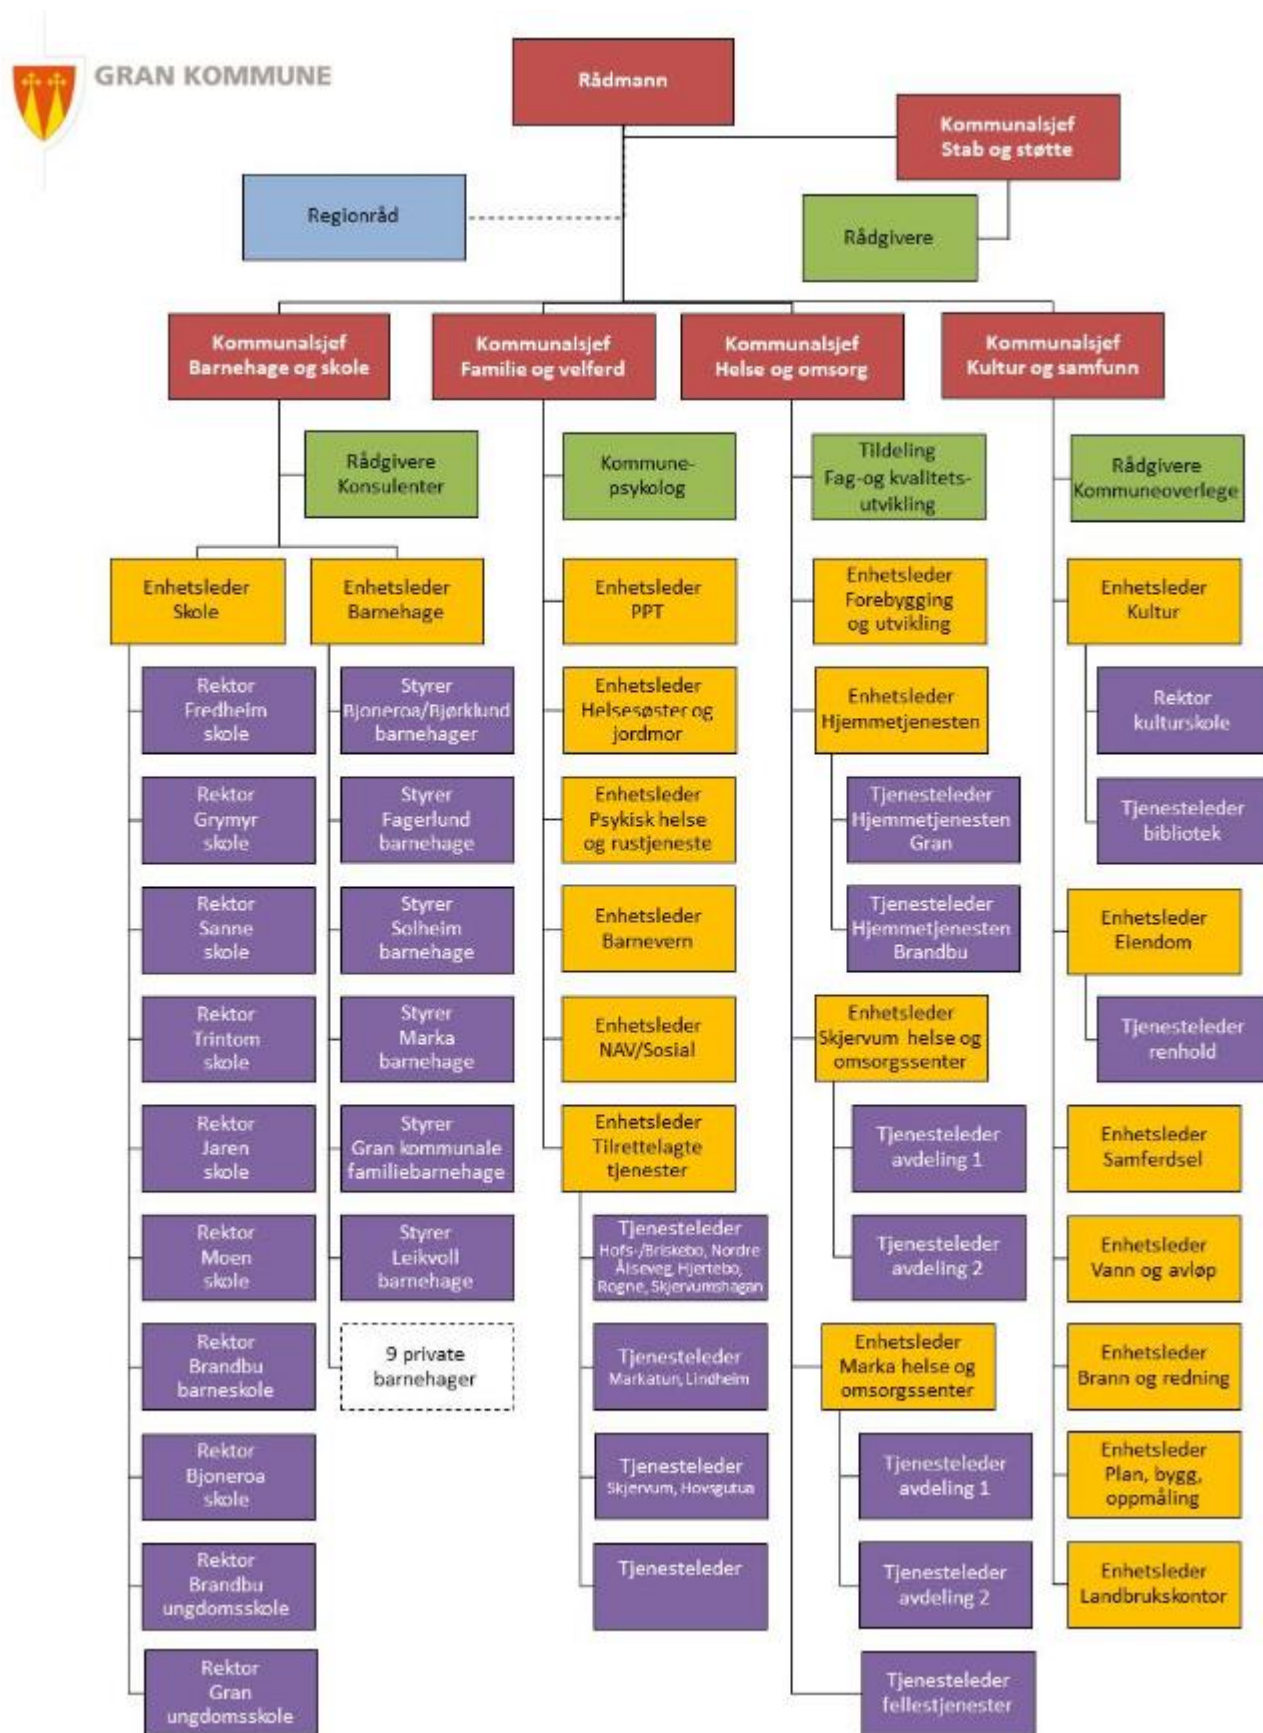 GRAN KOMMUNE
Rådmann
Kommunalsjef
Stab og støtte
Regionråd
Rådgivere
Kommunalsjef
Barnehage og skole
Kommunalsjef
Familie og velferd
Kommunalsjef
Helse og omsorg
Kommunalsjef
Kultur og samfunn
Rådgivere
Konsulenter
Kommune-
psykolog
Tildeling
Fag-og kvalitets-
utvikling
Rådgivere
Kommuneoverlege
Enhetsleder
Skole
Rektor
Fredheim
skole
Rektor
Grymyr
skole
Rektor
Sanne
skole
Rektor
Trintom
skole
Rektor
Jaren
skole
Rektor
Moen
skole
Rektor
Brandbu
barneskole
Rektor
Bjoneroa
skole
Rektor
Brandbu
ungdomsskole
Rektor
Gran
ungdomsskole
Enhetsleder
Barnehage
Styrer
Bjoneroa/Bjørklund
barnehager
Styrer
Fagerlund
barnehage
Styrer
Solheim
barnehage
Styrer
Marka
barnehage
Styrer
Gran kommunale
familiebarnehage
Styrer
Leikvoll
barnehage
9 private
barnehager
Enhetsleder
PPT
Enhetsleder
Helsesøster og
jordmor
Enhetsleder
Psykisk helse
og rustjeneste
Enhetsleder
Barnevern
Enhetsleder
NAV/Sosial
Enhetsleder
Tilrettelagte
tjenester
Tjenesteleder
Hofs-/Briskebo, Nordre
Ålseveg, Hjertebo,
Rogne, Skjervumshagan
Tjenesteleder
Markatun, Lindheim
Tjenesteleder
Skjervum, Hovsgutua
Tjenesteleder
Enhetsleder
Forebygging
og utvikling
Enhetsleder
Hjemmetjenesten
Tjenesteleder
Hjemmetjenesten
Gran
Tjenesteleder
Hjemmetjenesten
Brandbu
Enhetsleder
Skjervum helse og
omsorgssenter
Tjenesteleder
avdeling 1
Tjenesteleder
avdeling 2
Enhetsleder
Marka helse og
omsorgssenter
Tjenesteleder
avdeling 1
Tjenesteleder
avdeling 2
Tjenesteleder
fellestjenester
Enhetsleder
Kultur
Rektor
kulturskole
Tjenesteleder
bibliotek
Enhetsleder
Eiendom
Tjenesteleder
renhold
Enhetsleder
Samferdsel
Enhetsleder
Vann og avløp
Enhetsleder
Brann og redning
Enhetsleder
Plan, bygg,
oppmåling
Enhetsleder
Landbrukskontor